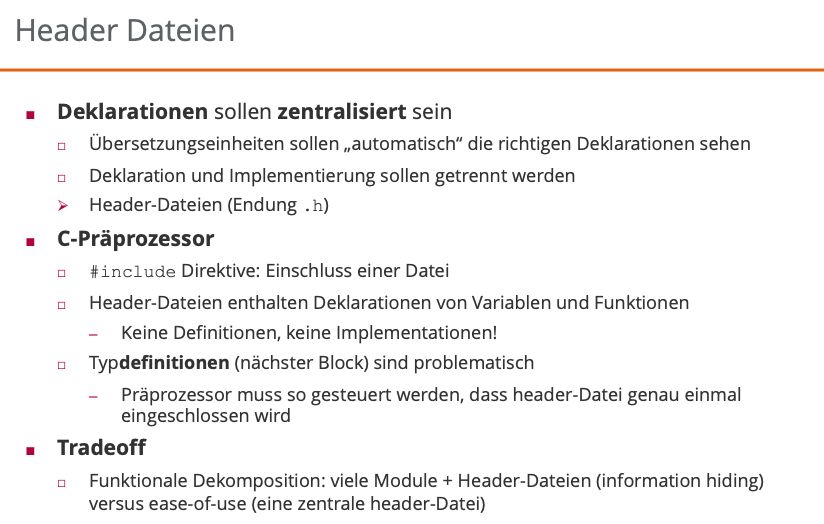 Header Dateien
Deklarationen sollen zentralisiert sein
Übersetzungseinheiten sollen „automatisch“ die richtigen Deklarationen sehen
Deklaration und Implementierung sollen getrennt werden
Header-Dateien (Endung .h)
C-Präprozessor
#include Direktive: Einschluss einer Datei
Header-Dateien enthalten Deklarationen von Variablen und Funktionen
– Keine Definitionen, keine Implementationen!
Typdefinitionen (nächster Block) sind problematisch
– Präprozessor muss so gesteuert werden, dass header-Datei genau einmal
eingeschlossen wird
Tradeoff
Funktionale Dekomposition: viele Module + Header-Dateien (information hiding)
versus ease-of-use (eine zentrale header-Datei)